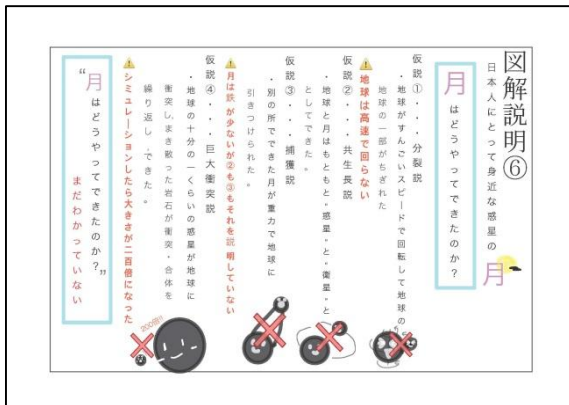 図解説明⑥
日本人にとって身近な惑星の月
月はどうやってできたのか？
仮説①・・・分裂説
・地球がすんごいスピードで回転して地球の
地球の一部がちぎれた
地球は高速で回らない
仮説②・・・共生長説
・地球と月はもともと"惑星"と"衛星"と
としてできた。
仮説③・・・捕獲説
・別の所でできた月が重力で地球に
引きつけられた。
月は鉄が少ないが②も③もそれを説明していない
仮説④・・・巨大衝突説
・地球の十分の一くらいの惑星が地球に
衝突し、まき散った岩石が衝突・合体を
繰り返し、できた。
シミュレーションしたら大きさが二百倍になった
200倍!!
"月はどうやってできたのか？"
まだわかっていない